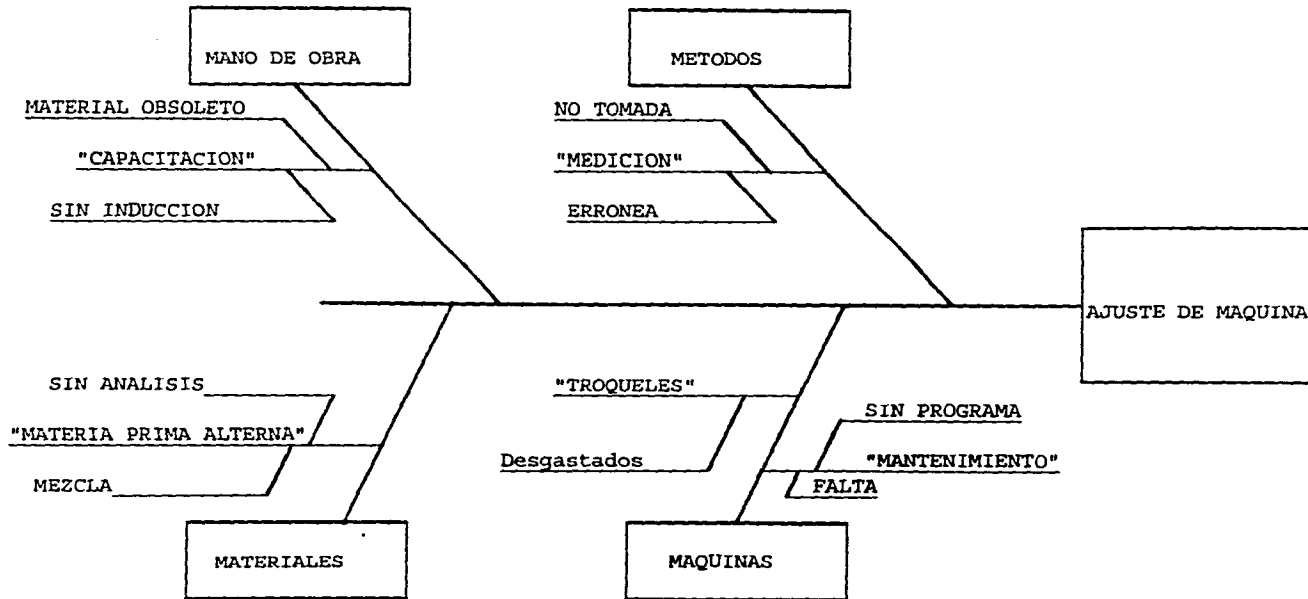 MANO DE OBRA
METODOS
MATERIAL OBSOLETO
"CAPACITACION"
SIN INDUCCION
NO TOMADA
"MEDICION"
ERRONEA
AJUSTE DE MAQUINA
SIN ANALISIS
"MATERIA PRIMA ALTERNA"
MEZCLA
"TROQUELES"
Desgastados
SIN PROGRAMA
"MANTENIMIENTO"
FALTA
MATERIALES
MAQUINAS